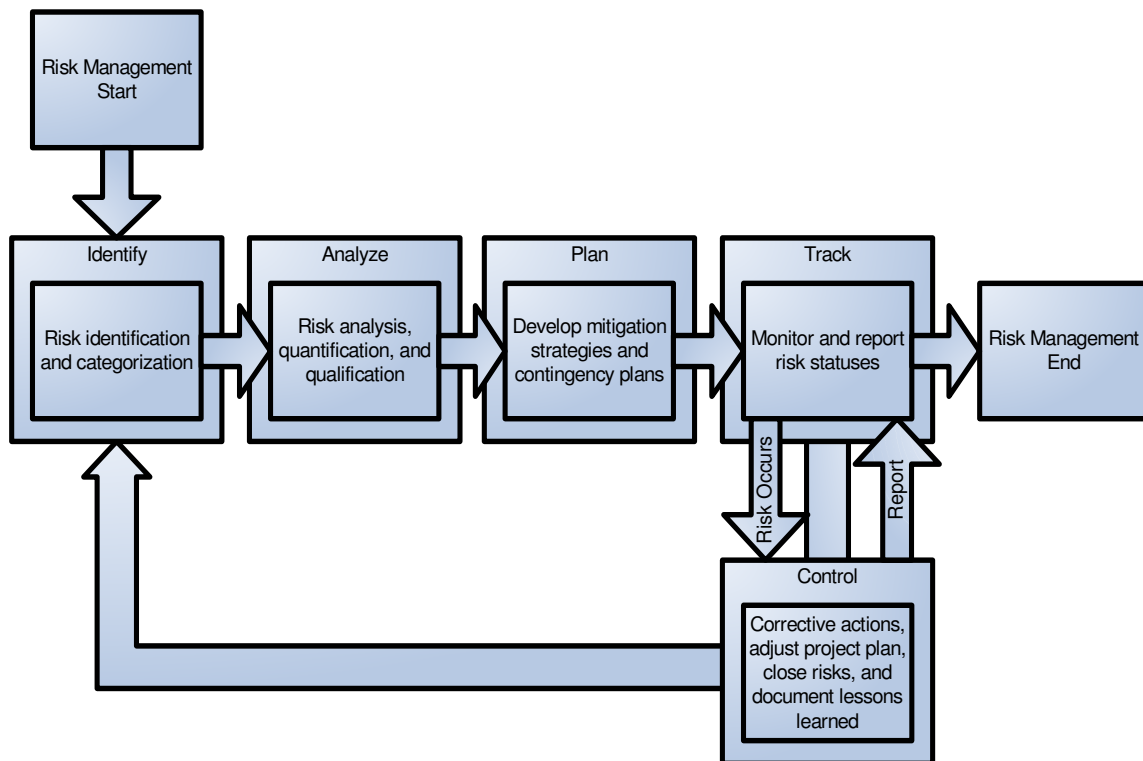 Risk Management
Start
Identify
Risk identification
and categorization
Analyze
Risk analysis,
quantification, and
qualification
Plan
Develop mitigation
strategies and
contingency plans
Track
Monitor and report
risk statuses
Risk Management
End
Risk Occurs
Report
Control
Corrective actions,
adjust project plan,
close risks, and
document lessons
learned